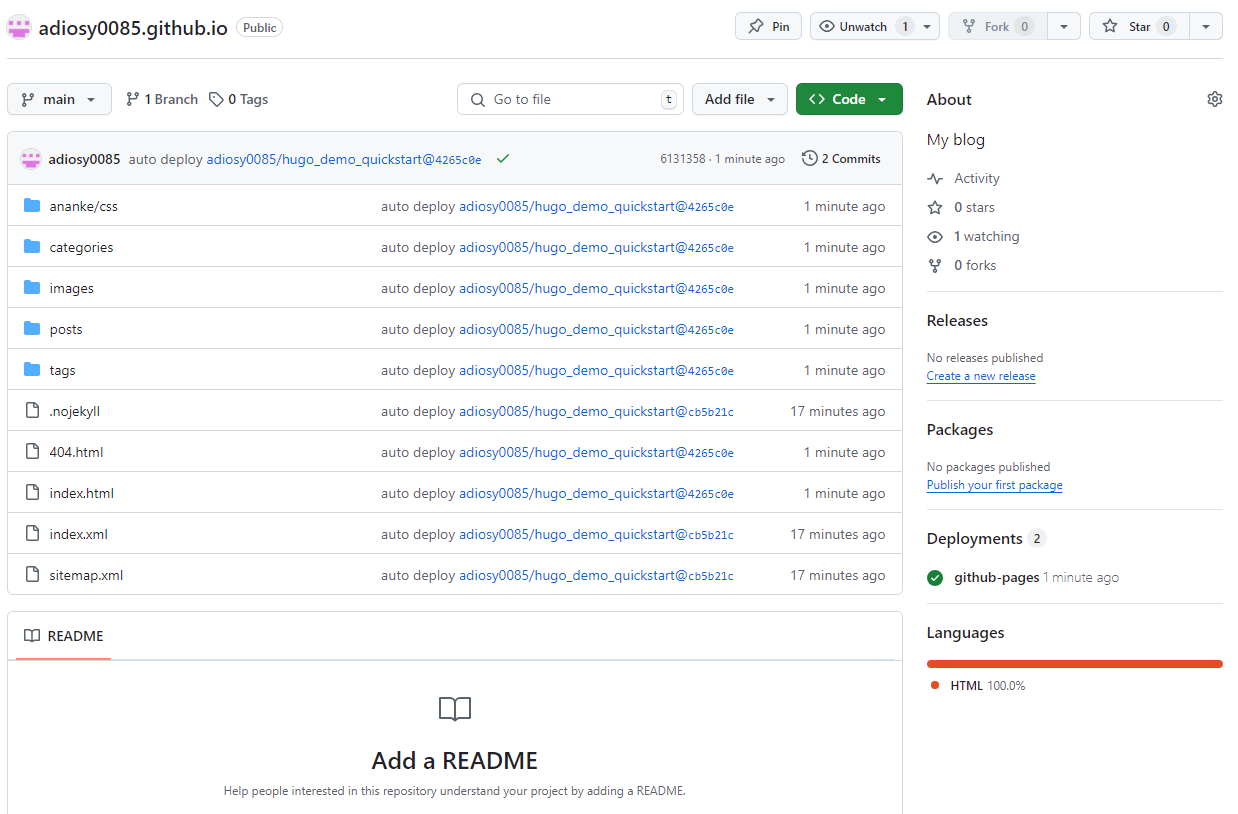 adiosy0085.github.io Public Pin Unwatch 1 Fork 0 Star 0
main 1 Branch 0 Tags Go to file t Add file Code
adiosy0085 auto deploy adiosy0085/hugo_demo_quickstart@4265c0e 6131358 · 1 minute ago 2 Commits
ananke/css auto deploy adiosy0085/hugo_demo_quickstart@4265c0e 1 minute ago
categories auto deploy adiosy0085/hugo_demo_quickstart@4265c0e 1 minute ago
images auto deploy adiosy0085/hugo_demo_quickstart@4265c0e 1 minute ago
posts auto deploy adiosy0085/hugo_demo_quickstart@4265c0e 1 minute ago
tags auto deploy adiosy0085/hugo_demo_quickstart@4265c0e 1 minute ago
.nojekyll auto deploy adiosy0085/hugo_demo_quickstart@cb5b21c 17 minutes ago
404.html auto deploy adiosy0085/hugo_demo_quickstart@4265c0e 1 minute ago
index.html auto deploy adiosy0085/hugo_demo_quickstart@4265c0e 1 minute ago
index.xml auto deploy adiosy0085/hugo_demo_quickstart@cb5b21c 17 minutes ago
sitemap.xml auto deploy adiosy0085/hugo_demo_quickstart@cb5b21c 17 minutes ago
README
Add a README
Help people interested in this repository understand your project by adding a README.
About
My blog
Activity
0 stars
1 watching
0 forks
Releases
No releases published
Create a new release
Packages
No packages published
Publish your first package
Deployments 2
github-pages 1 minute ago
Languages
HTML 100.0%